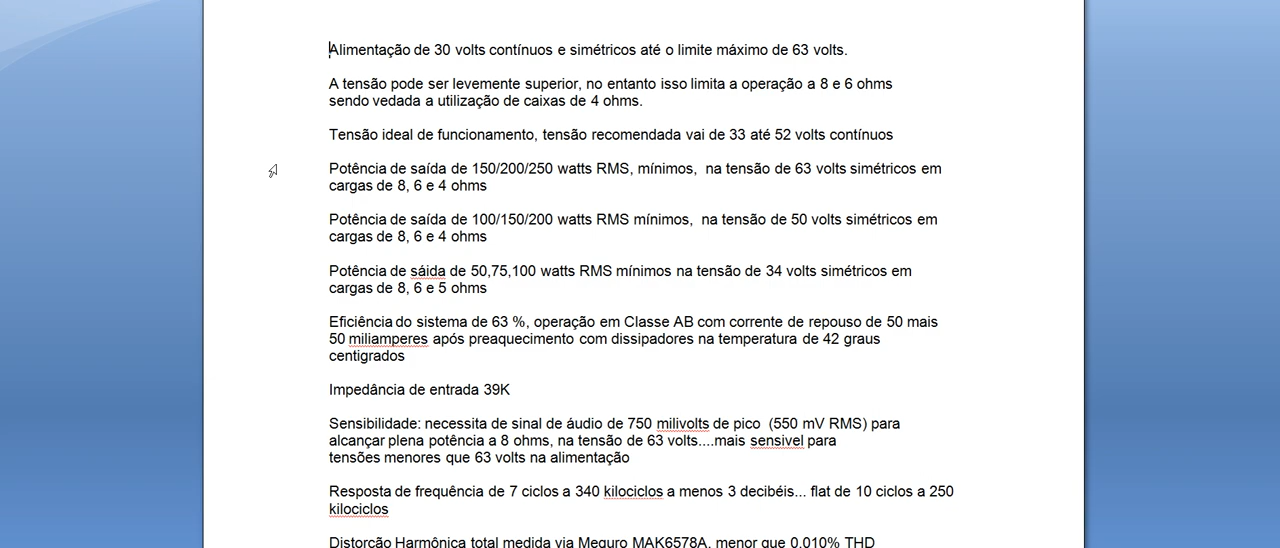 Alimentação de 30 volts contínuos e simétricos até o limite máximo de 63 volts.
A tensão pode ser levemente superior, no entanto isso limita a operação a 8 e 6 ohms
sendo vedada a utilização de caixas de 4 ohms.
Tensão ideal de funcionamento, tensão recomendada vai de 33 até 52 volts contínuos
Potência de saída de 150/200/250 watts RMS, mínimos,  na tensão de 63 volts simétricos em
cargas de 8, 6 e 4 ohms
Potência de saída de 100/150/200 watts RMS mínimos,  na tensão de 50 volts simétricos em
cargas de 8, 6 e 4 ohms
Potência de sáida de 50,75,100 watts RMS mínimos na tensão de 34 volts simétricos em
cargas de 8, 6 e 5 ohms
Eficiência do sistema de 63 %, operação em Classe AB com corrente de repouso de 50 mais
50 miliamperes após preaquecimento com dissipadores na temperatura de 42 graus
centigrados
Impedância de entrada 39K
Sensibilidade: necessita de sinal de áudio de 750 milivolts de pico  (550 mV RMS) para
alcançar plena potência a 8 ohms, na tensão de 63 volts....mais sensivel para
tensões menores que 63 volts na alimentação
Resposta de frequência de 7 ciclos a 340 kilociclos a menos 3 decibéis... flat de 10 ciclos a 250
kilociclos
Distorção Harmônica total medida via Meguro MAK6578A, menor que 0,010% THD